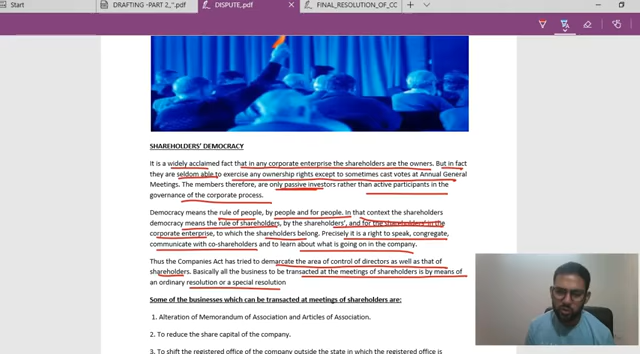 Start
DRAFTING -PART 2_".pdf
DISPUTE.pdf
FINAL_RESOLUTION_OF_CC
SHAREHOLDERS' DEMOCRACY
It is a widely acclaimed fact that in any corporate enterprise the shareholders are the owners. But in fact
they are seldom able to exercise any ownership rights except to sometimes cast votes at Annual General
Meetings. The members therefore, are only passive investors rather than active participants in the
governance of the corporate process.
Democracy means the rule of people, by people and for people. In that context the shareholders
democracy means the rule of shareholders, by the shareholders', and for the shareholders' in the
corporate enterprise, to which the shareholders belong. Precisely it is a right to speak, congregate,
communicate with co-shareholders and to learn about what is going on in the company.
Thus the Companies Act has tried to demarcate the area of control of directors as well as that of
shareholders. Basically all the business to be transacted at the meetings of shareholders is by means of
an ordinary resolution or a special resolution
Some of the businesses which can be transacted at meetings of shareholders are:
1. Alteration of Memorandum of Association and Articles of Association.
2. To reduce the share capital of the company.
3. To shift the registered office of the company outside the state in which the registered office is